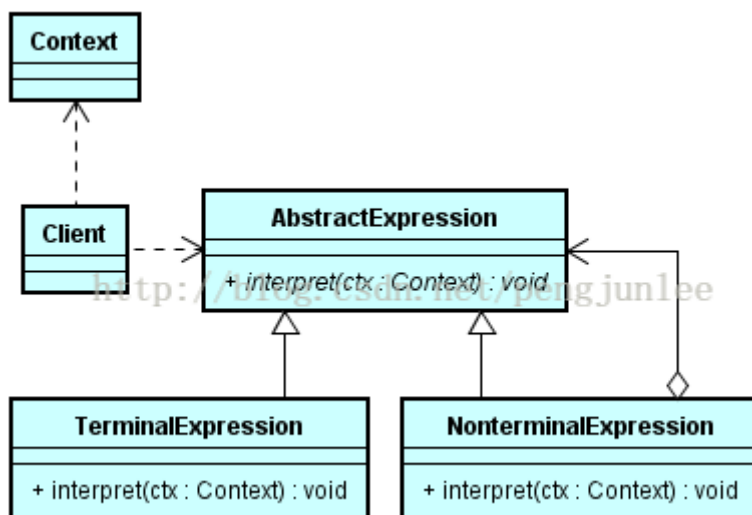 Context
Client
AbstractExpression
+ interpret(ctx : Context) : void
http://blog.csdn.net/pengjunlee
TerminalExpression
+ interpret(ctx : Context) : void
NonterminalExpression
+ interpret(ctx : Context) : void